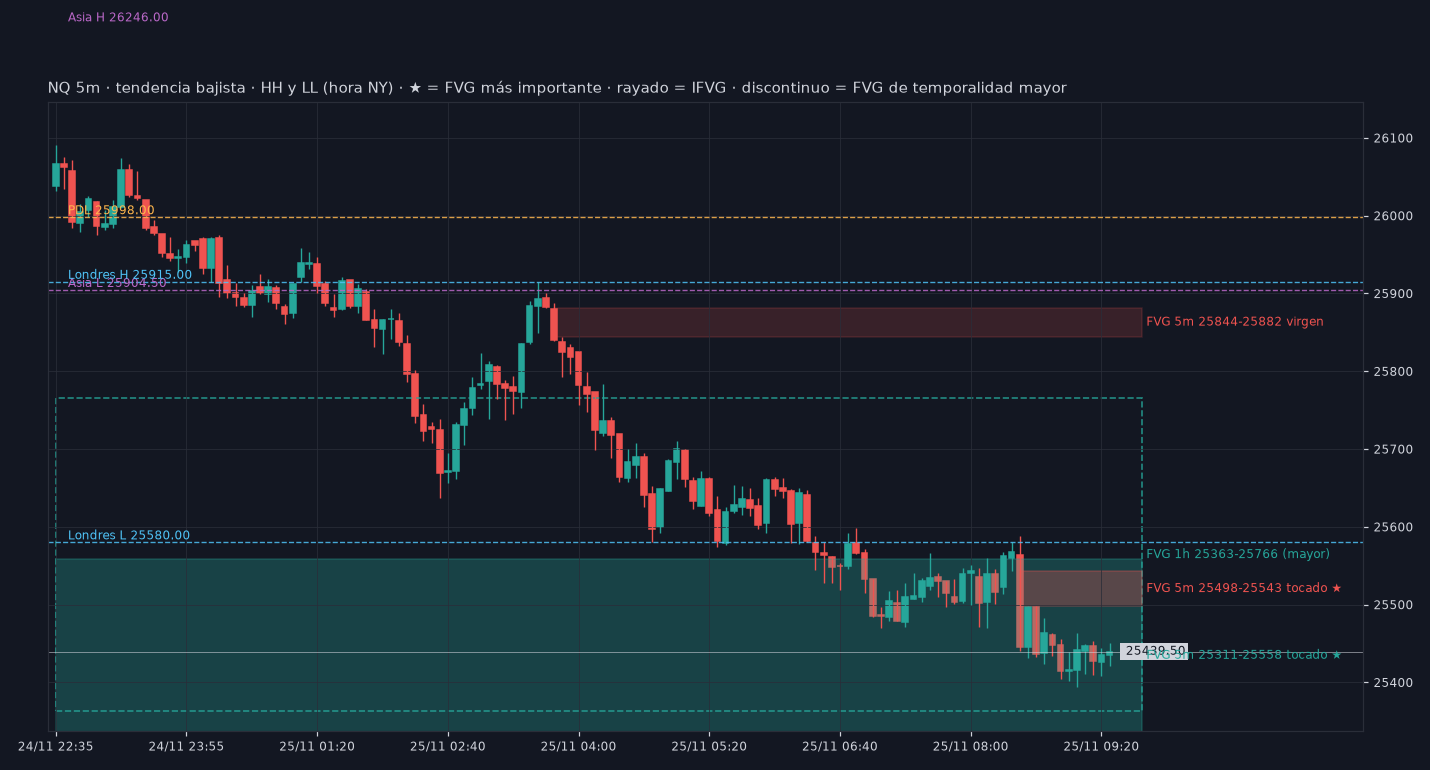 Asia H 26246.00
NQ 5m · tendencia bajista · HH y LL (hora NY) · ★ = FVG más importante · rayado = IFVG · discontinuo = FVG de temporalidad mayor
26100
PDL 25998.00
26000
Londres H 25915.00
Asia L 25904.50
25900
FVG 5m 25844-25882 virgen
25800
25700
25600
Londres L 25580.00
FVG 1h 25363-25766 (mayor)
FVG 5m 25498-25543 tocado ★
25500
25439.50
FVG 5m 25311-25558 tocado ★
25400
24/11 22:35
24/11 23:55
25/11 01:20
25/11 02:40
25/11 04:00
25/11 05:20
25/11 06:40
25/11 08:00
25/11 09:20